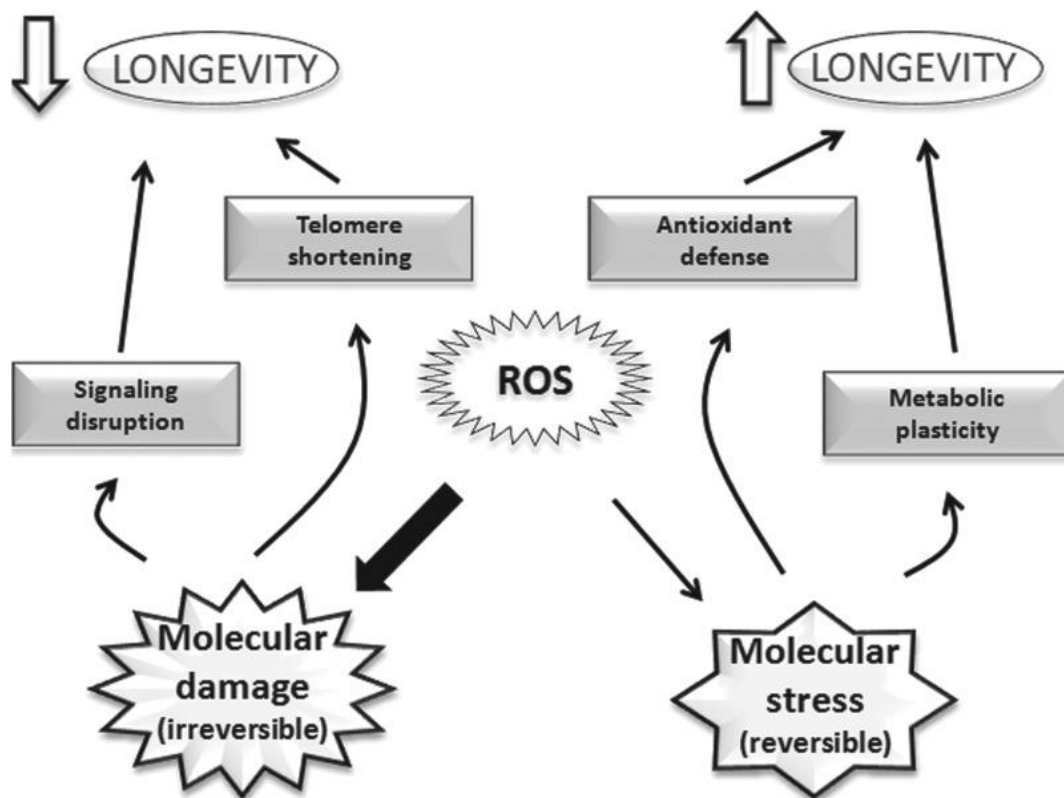 LONGEVITY
LONGEVITY
Telomere
shortening
Antioxidant
defense
ROS
Signaling
disruption
Metabolic
plasticity
Molecular
damage
(irreversible)
Molecular
stress
(reversible)